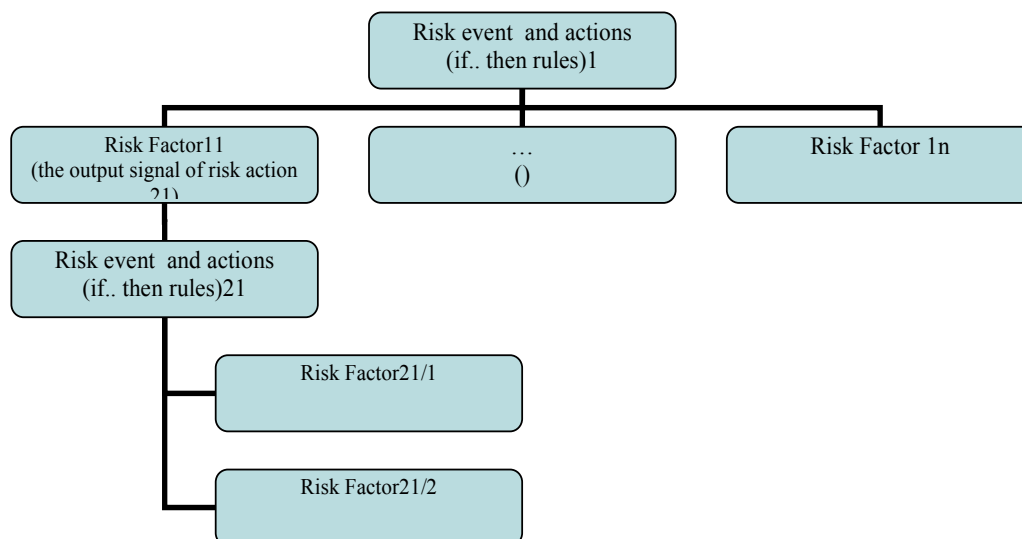 Risk event and actions
(if.. then rules)1
Risk Factor11
(the output signal of risk action
21)
…
()
Risk Factor 1n
Risk event and actions
(if.. then rules)21
Risk Factor21/1
Risk Factor21/2